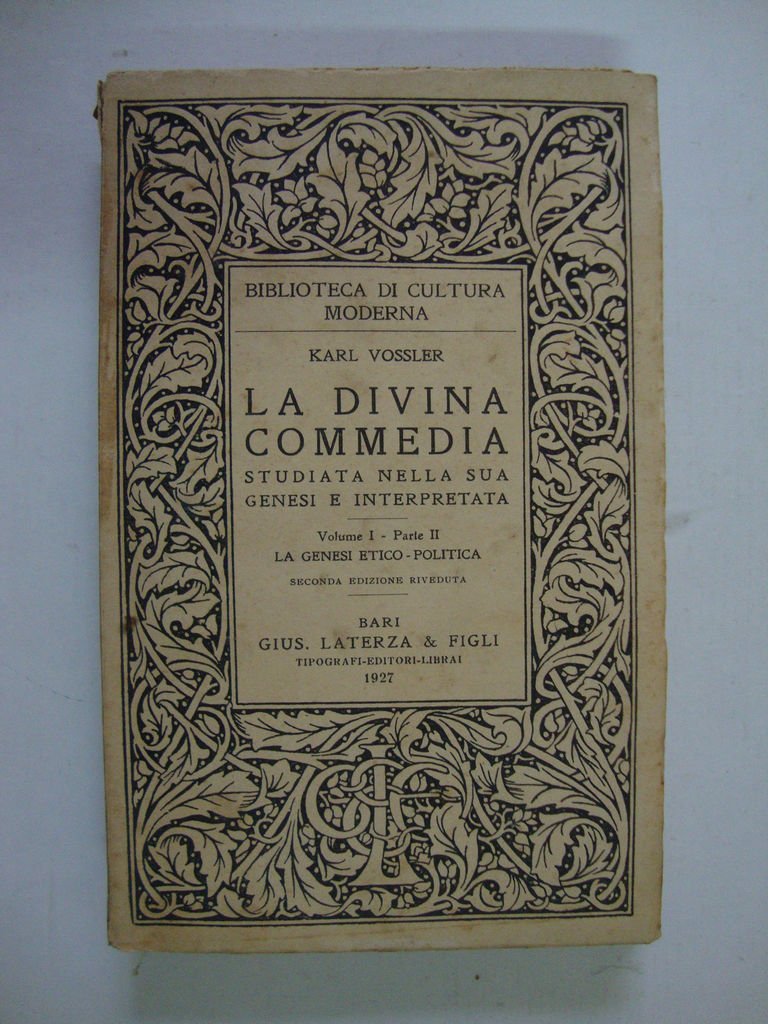 BIBLIOTECA DI CULTURA
MODERNA
KARL VOSSLER
LA DIVINA
COMMEDIA
STUDIATA NELLA SUA
GENESI E INTERPRETATA
Volume I - Parte II
LA GENESI ETICO-POLITICA
SECONDA EDIZIONE RIVEDUTA
BARI
GIUS. LATERZA & FIGLI
TIPOGRAFI-EDITORI-LIBRAI
1927